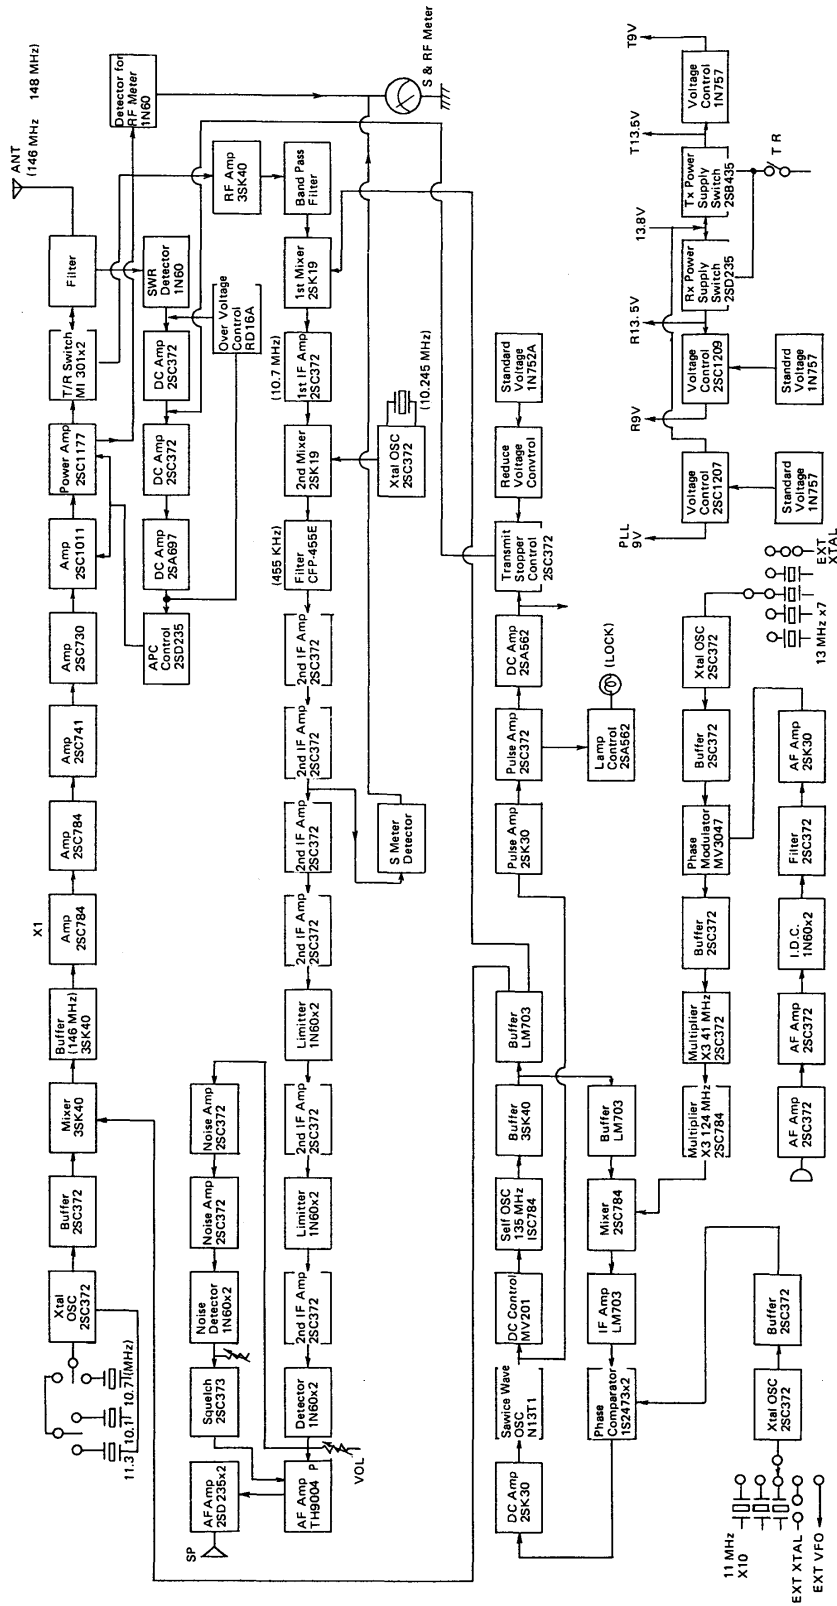 Xtal
OSC
2SC372
Buffer
2SC372
Mixer
3SK40
Buffer
(146 MHz)
3SK40
X1
Amp
2SC784
Amp
2SC784
Amp
2SC741
Amp
2SC730
Amp
2SC1011
Power Amp
2SC1177
T/R Switch
MI 301x2
Filter
ANT
(146 MHz 148 MHz)
11.3
10.1
10.7 (MHz)
APC
Control
2SD235
DC Amp
2SA697
DC Amp
2SC372
DC Amp
2SC372
SWR
Detector
1N60
Detector for
RF Meter
1N60
Over Voltage
Control
RD16A
SP
AF Amp
2SD235x2
Squelch
2SC373
Noise
Detector
1N60x2
Noise Amp
2SC372
Noise Amp
2SC372
RF Amp
3SK40
AF Amp
TH9004
P
VOL
Detector
1N60x2
2nd IF Amp
2SC372
Limitter
1N60x2
2nd IF Amp
2SC372
Limitter
1N60x2
2nd IF Amp
2SC372
2nd IF Amp
2SC372
2nd IF Amp
2SC372
2nd IF Amp
2SC372
(455 KHz)
Filter
CFP-455E
2nd Mixer
2SK19
(10.7 MHz)
1st IF Amp
2SC372
1st Mixer
2SK19
Band Pass
Filter
S Meter
Detector
Xtal OSC
2SC372
(10.245 MHz)
S & RF Meter
DC Amp
2SK30
Sawice Wave
OSC
N13T1
DC Control
MV201
Self OSC
135 MHz
ISC784
Buffer
3SK40
Buffer
LM703
Pulse Amp
2SK30
Pulse Amp
2SC372
DC Amp
2SA562
Transmit
Stopper
Control
2SC372
Reduce
Voltage
Convtrol
Standard
Voltage
1N752A
Phase
Comparator
1S2473x2
IF Amp
LM703
Mixer
2SC784
Buffer
LM703
Lamp
Control
2SA562
(LOCK)
Multiplier
X3 124 MHz
2SC784
Multiplier
X3 41 MHz
2SC372
Buffer
2SC372
Phase
Modulator
MV3047
Buffer
2SC372
Xtal OSC
2SC372
13 MHz x7
EXT
XTAL
PLL
9V
R9V
R13.5V
13.8V
T13.5V
T9V
Voltage
Control
2SC1207
Voltage
Control
2SC1209
Rx Power
Supply
Switch
2SD235
Tx Power
Supply
Switch
2SB435
Voltage
Control
1N757
Standard
Voltage
1N757
Standrd
Voltage
1N757
T R
11 MHz
X10
EXT XTAL
EXT VFO
Xtal OSC
2SC372
Buffer
2SC372
AF Amp
2SC372
AF Amp
2SC372
I.D.C.
1N60x2
Filter
2SC372
AF Amp
2SK30